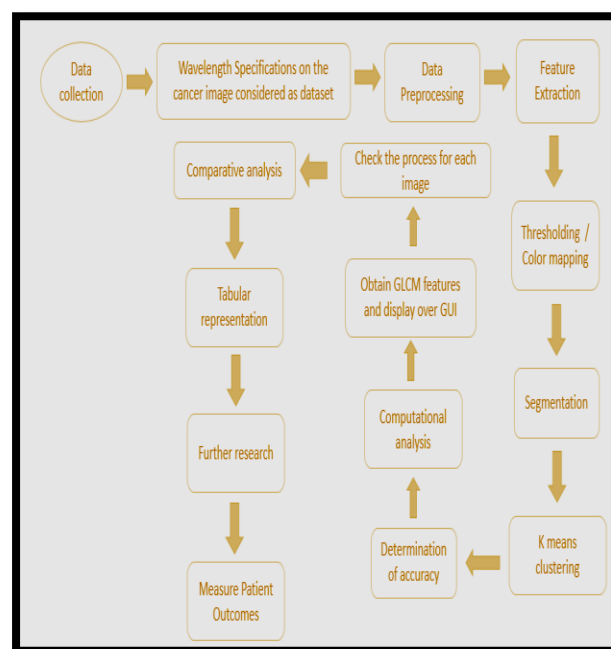 Data
collection
Wavelength Specifications on the
cancer image considered as dataset
Data
Preprocessing
Feature
Extraction
Thresholding /
Color mapping
Segmentation
K means
clustering
Determination
of accuracy
Computational
analysis
Obtain GLCM features
and display over GUI
Check the process for each
image
Comparative analysis
Tabular
representation
Further research
Measure Patient
Outcomes